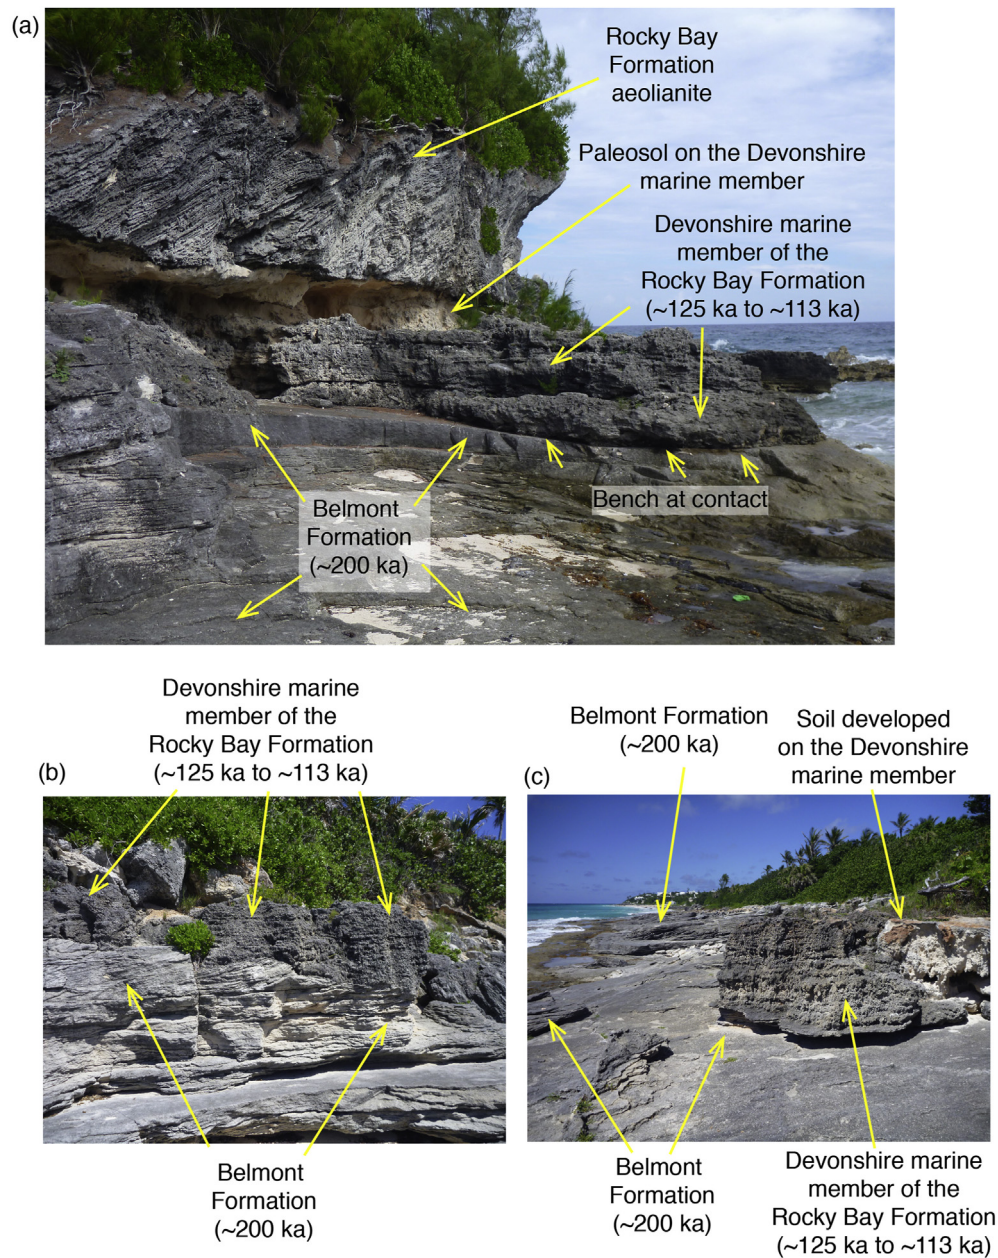 (a)
Rocky Bay
Formation
aeolianite
Paleosol on the Devonshire
marine member
Devonshire marine
member of the
Rocky Bay Formation
(~125 ka to ~113 ka)
Bench at contact
Belmont
Formation
(~200 ka)
Devonshire marine
member of the
Rocky Bay Formation
(~125 ka to ~113 ka)
(b)
Belmont
Formation
(~200 ka)
Belmont Formation
(~200 ka)
Soil developed
on the Devonshire
marine member
(c)
Belmont
Formation
(~200 ka)
Devonshire marine
member of the
Rocky Bay Formation
(~125 ka to ~113 ka)